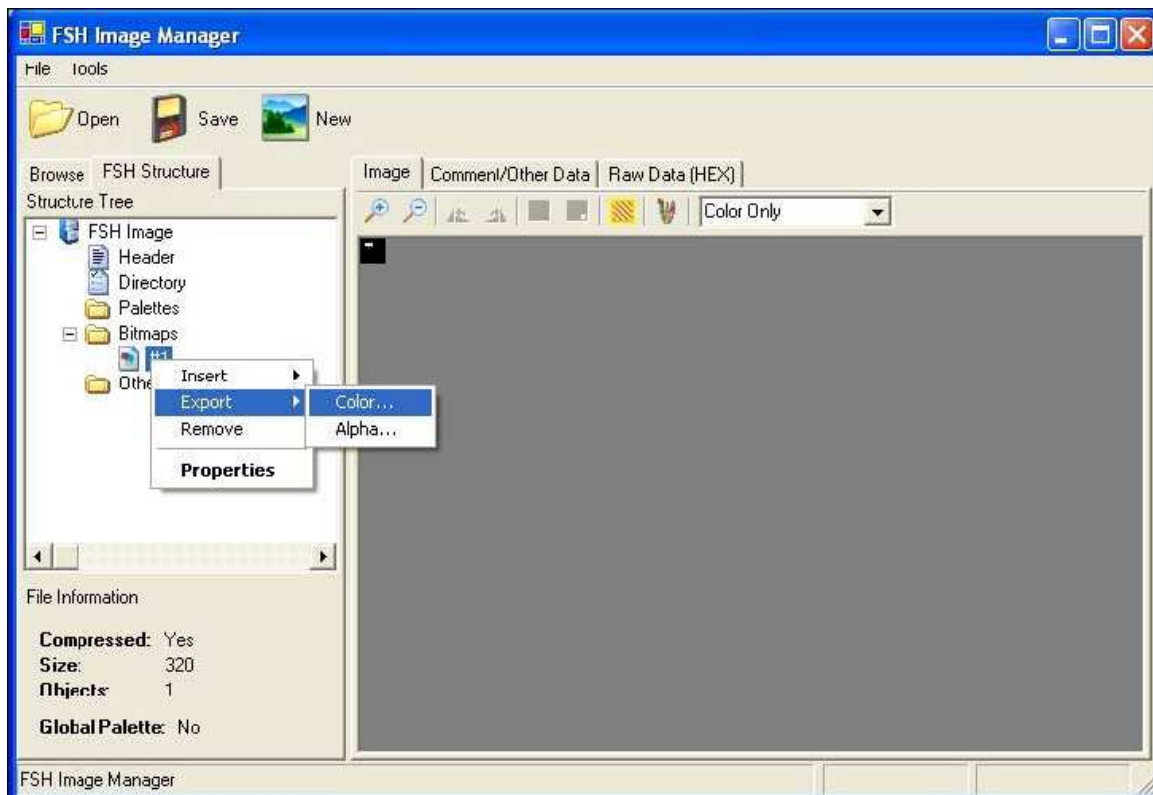 FSH Image Manager
File Tools
Open Save New
Browse FSH Structure
Structure Tree
FSH Image
Header
Directory
Palettes
Bitmaps
#1
Othe
Insert
Export
Remove
Properties
Color...
Alpha...
Image Comment/Other Data Raw Data (HEX)
Color Only
File Information
Compressed: Yes
Size: 320
Objects: 1
Global Palette: No
FSH Image Manager